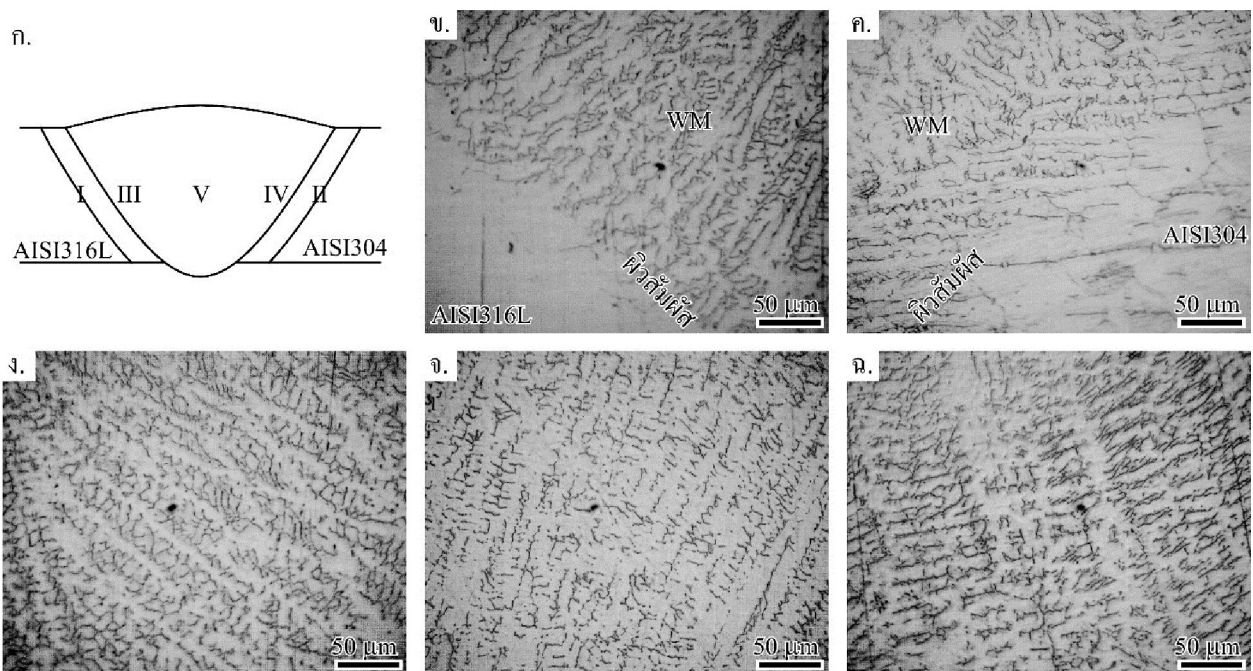 ก.
I III V IV II
AISI316L AISI304
ข.
WM
ผิวสัมผัส
AISI316L
50 µm
ค.
WM
AISI304
ผิวสัมผัส
50 µm
ง.
50 µm
จ.
50 µm
ฉ.
50 µm